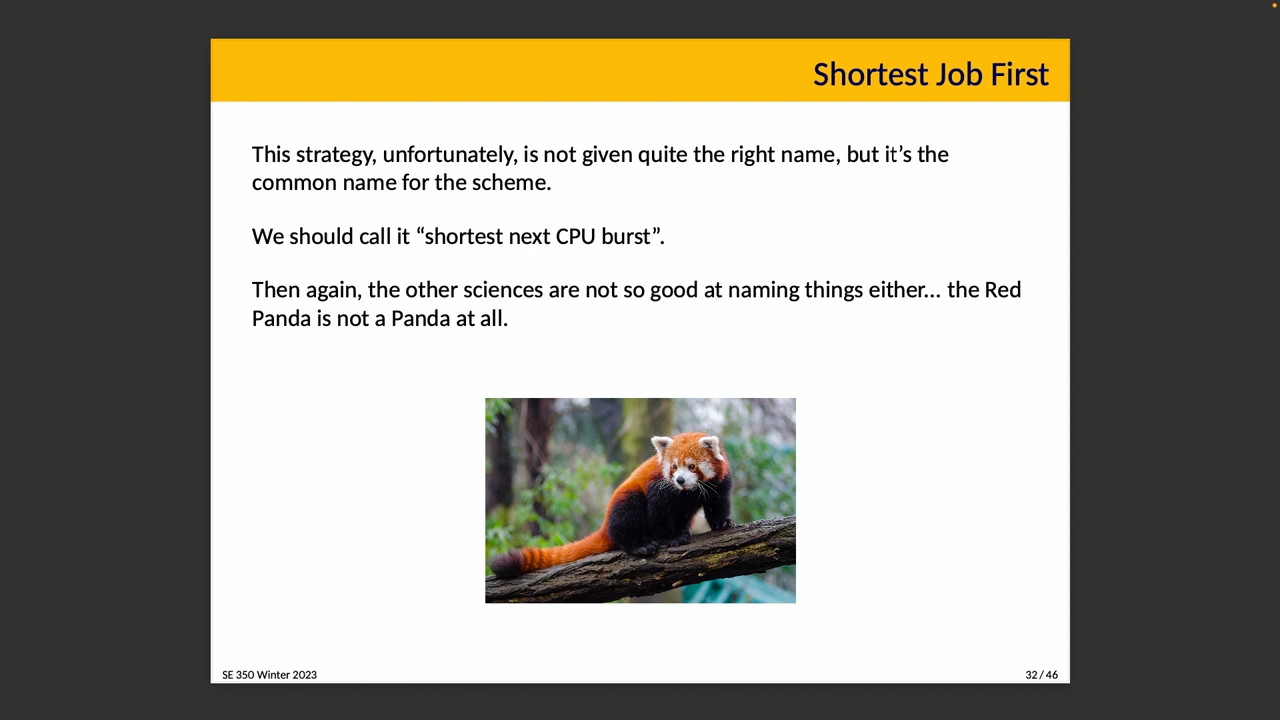 Shortest Job First
This strategy, unfortunately, is not given quite the right name, but it’s the
common name for the scheme.
We should call it “shortest next CPU burst”.
Then again, the other sciences are not so good at naming things either... the Red
Panda is not a Panda at all.
SE 350 Winter 2023
32 / 46